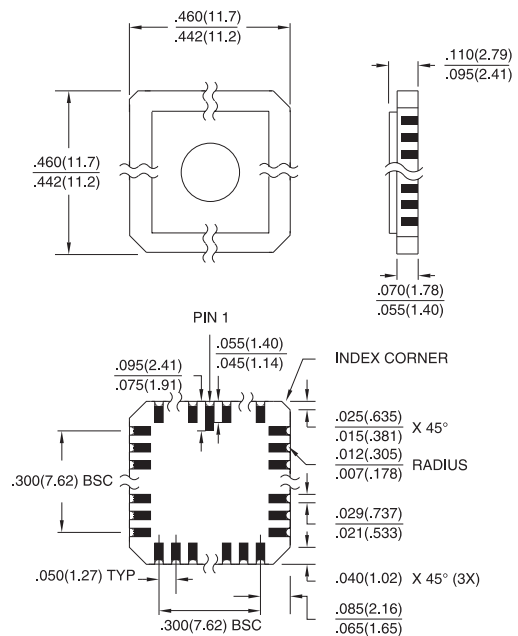 .460(11.7)
.442(11.2)
.110(2.79)
.095(2.41)
.460(11.7)
.442(11.2)
.070(1.78)
.055(1.40)
PIN 1
.055(1.40)
.045(1.14)
.095(2.41)
.075(1.91)
INDEX CORNER
.025(.635)
.015(.381)
X 45°
.012(.305)
.007(.178)
RADIUS
.300(7.62) BSC
.029(.737)
.021(.533)
.050(1.27) TYP
.040(1.02) X 45° (3X)
.300(7.62) BSC
.085(2.16)
.065(1.65)